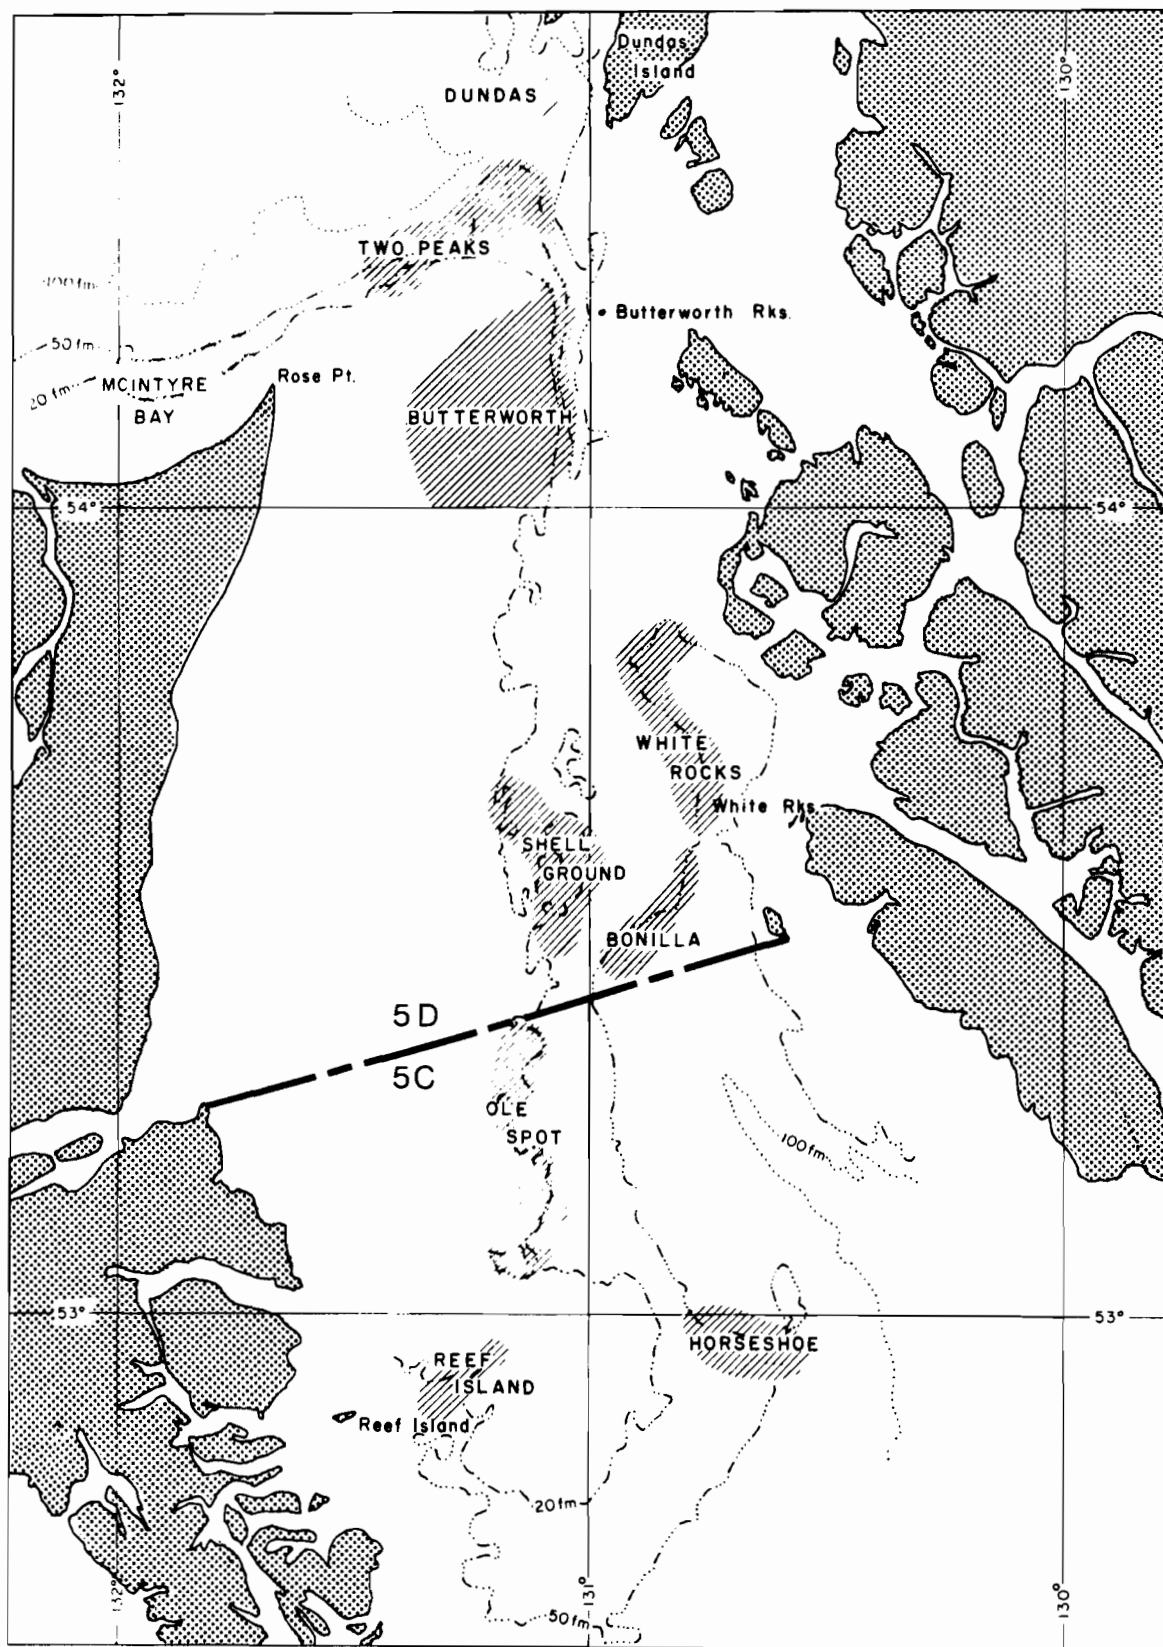 132°
130°
Dundas
Island
DUNDAS
TWO PEAKS
100 fm
Butterworth Rks.
50 fm
Rose Pt.
MCINTYRE
BAY
20 fm
BUTTERWORTH
54°
54°
WHITE
ROCKS
White Rks.
SHELL
GROUND
BONILLA
5D
5C
OLE
SPOT
100 fm
53°
53°
HORSESHOE
REEF
ISLAND
Reef Island
20 fm
132°
131°
130°
50 fm